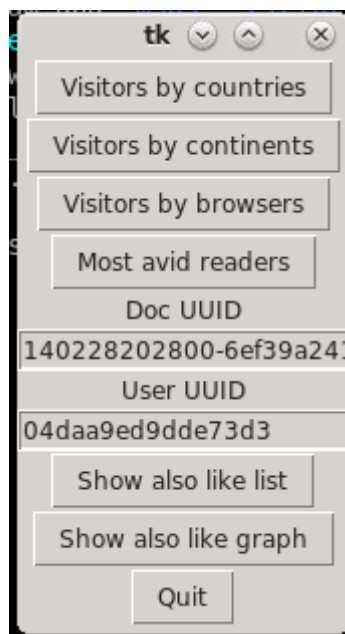 tk
Visitors by countries
Visitors by continents
Visitors by browsers
Most avid readers
Doc UUID
140228202800-6ef39a241
User UUID
04daa9ed9dde73d3
Show also like list
Show also like graph
Quit